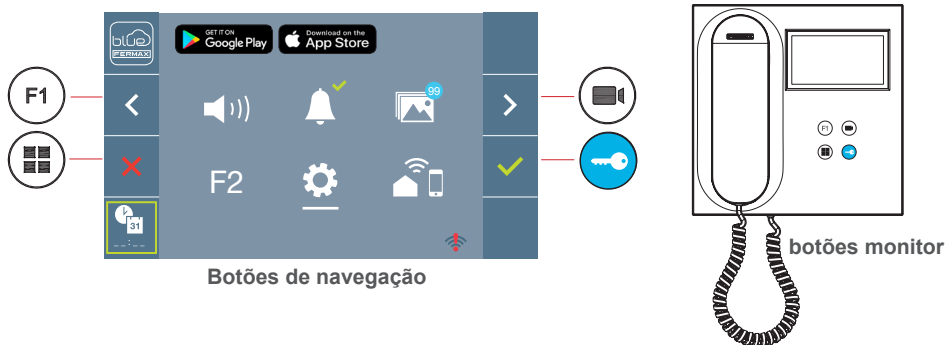 blue
FERMAX
GET IT ON
Google Play
Download on the
App Store
F1
99
F2
31
--:--
Botões de navegação
F1
botões monitor